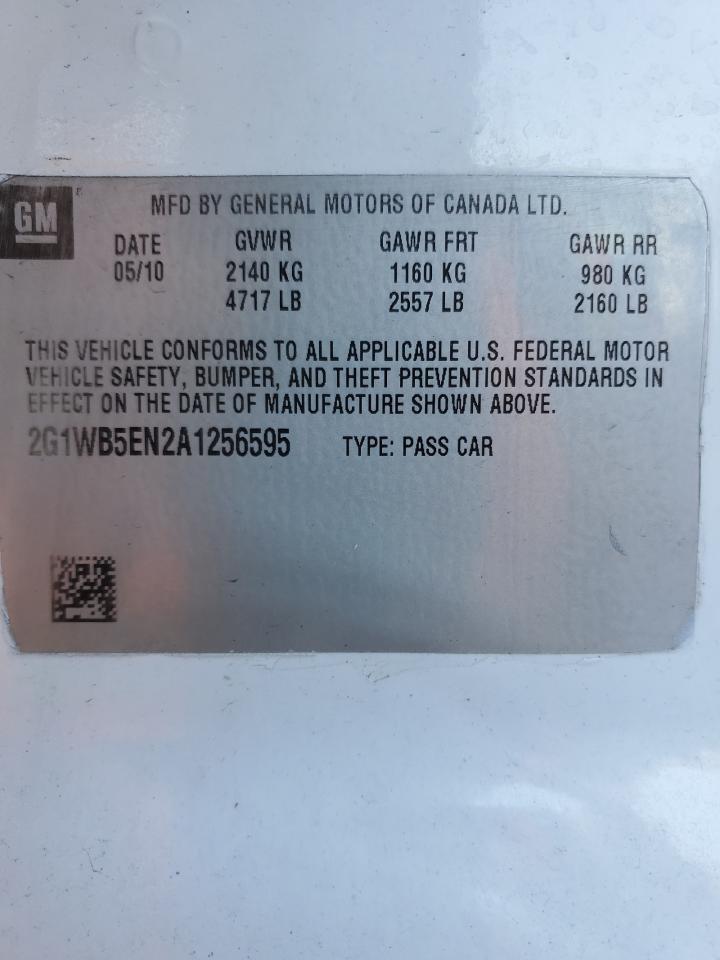 GM
MFD BY GENERAL MOTORS OF CANADA LTD.
DATE GVWR GAWR FRT GAWR RR
05/10 2140 KG 1160 KG 980 KG
4717 LB 2557 LB 2160 LB
THIS VEHICLE CONFORMS TO ALL APPLICABLE U.S. FEDERAL MOTOR
VEHICLE SAFETY, BUMPER, AND THEFT PREVENTION STANDARDS IN
EFFECT ON THE DATE OF MANUFACTURE SHOWN ABOVE.
2G1WB5EN2A1256595 TYPE: PASS CAR